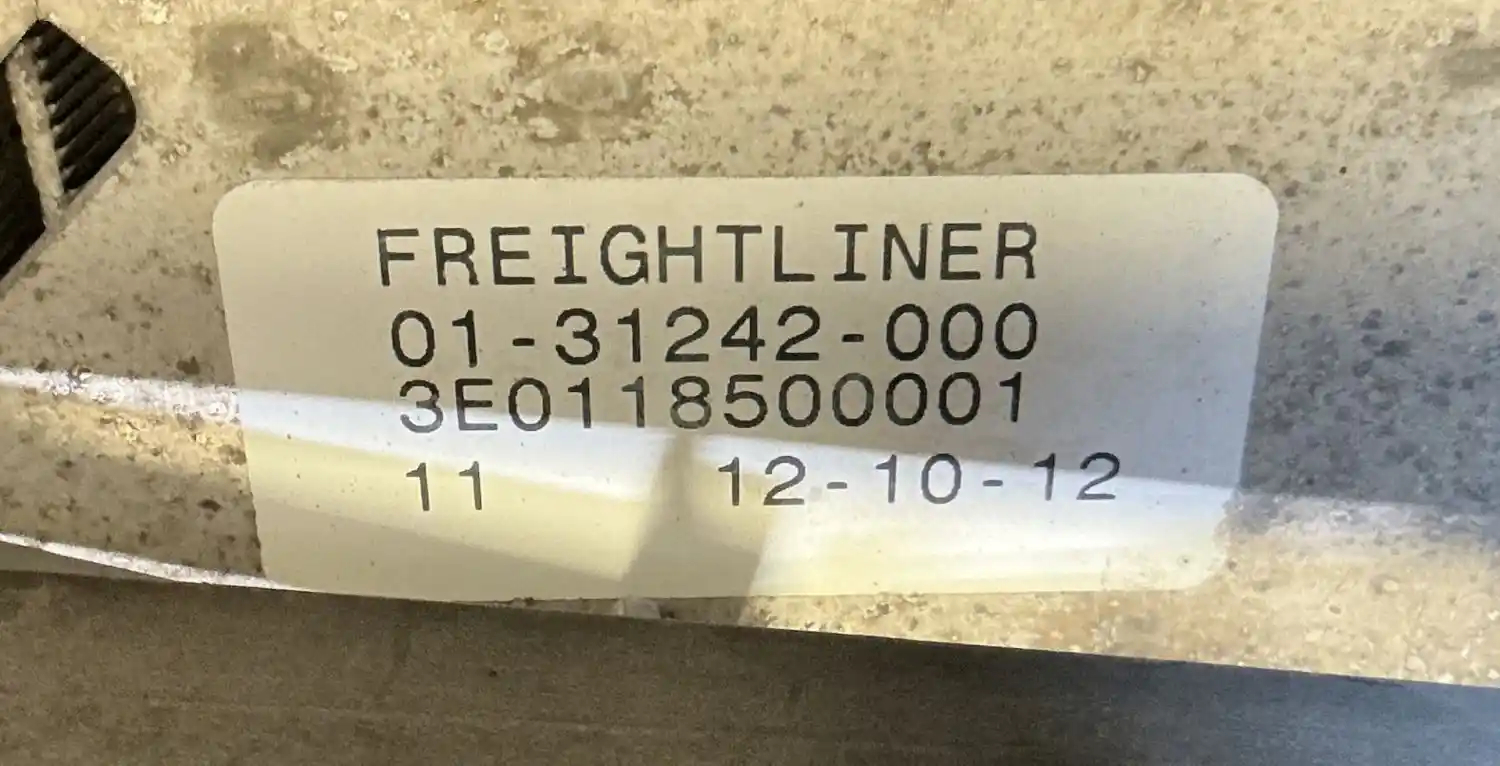 FREIGHTLINER
01-31242-000
3E0118500001
11 12-10-12